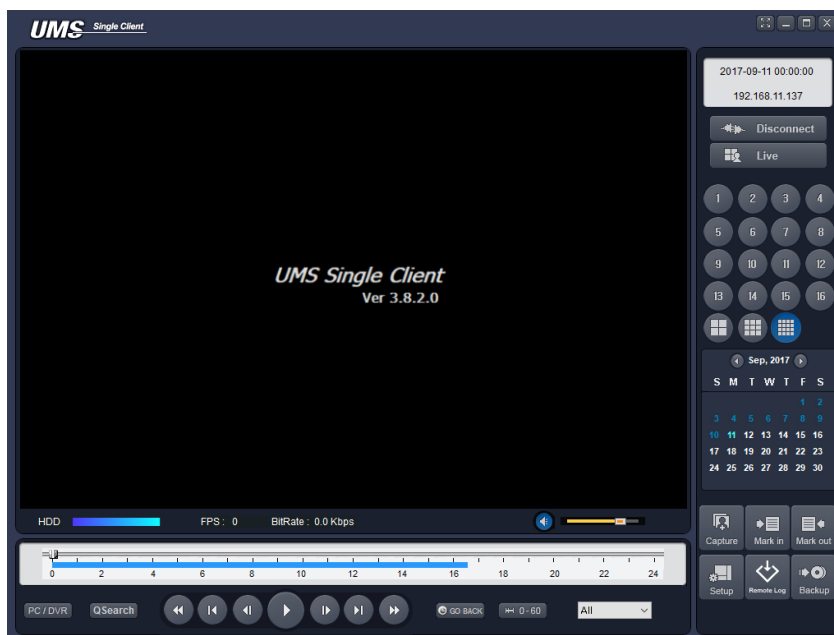 UMS Single Client
2017-09-11 00:00:00
192.168.11.137
Disconnect
Live
1 2 3 4
5 6 7 8
9 10 11 12
13 14 15 16
UMS Single Client
Ver 3.8.2.0
Sep, 2017
S M T W T F S
1 2
3 4 5 6 7 8 9
10 11 12 13 14 15 16
17 18 19 20 21 22 23
24 25 26 27 28 29 30
HDD FPS : 0 BitRate : 0.0 Kbps
Capture Mark in Mark out
0 2 4 6 8 10 12 14 16 18 20 22 24
Setup Remote Log Backup
PC / DVR QSearch GO BACK 0 - 60 All